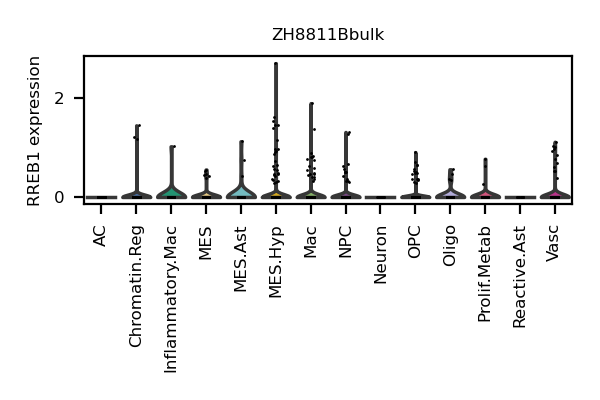 ZH8811Bbulk
RREB1 expression
2
0
AC
Chromatin.Reg
Inflammatory.Mac
MES
MES.Ast
MES.Hyp
Mac
NPC
Neuron
OPC
Oligo
Prolif.Metab
Reactive.Ast
Vasc